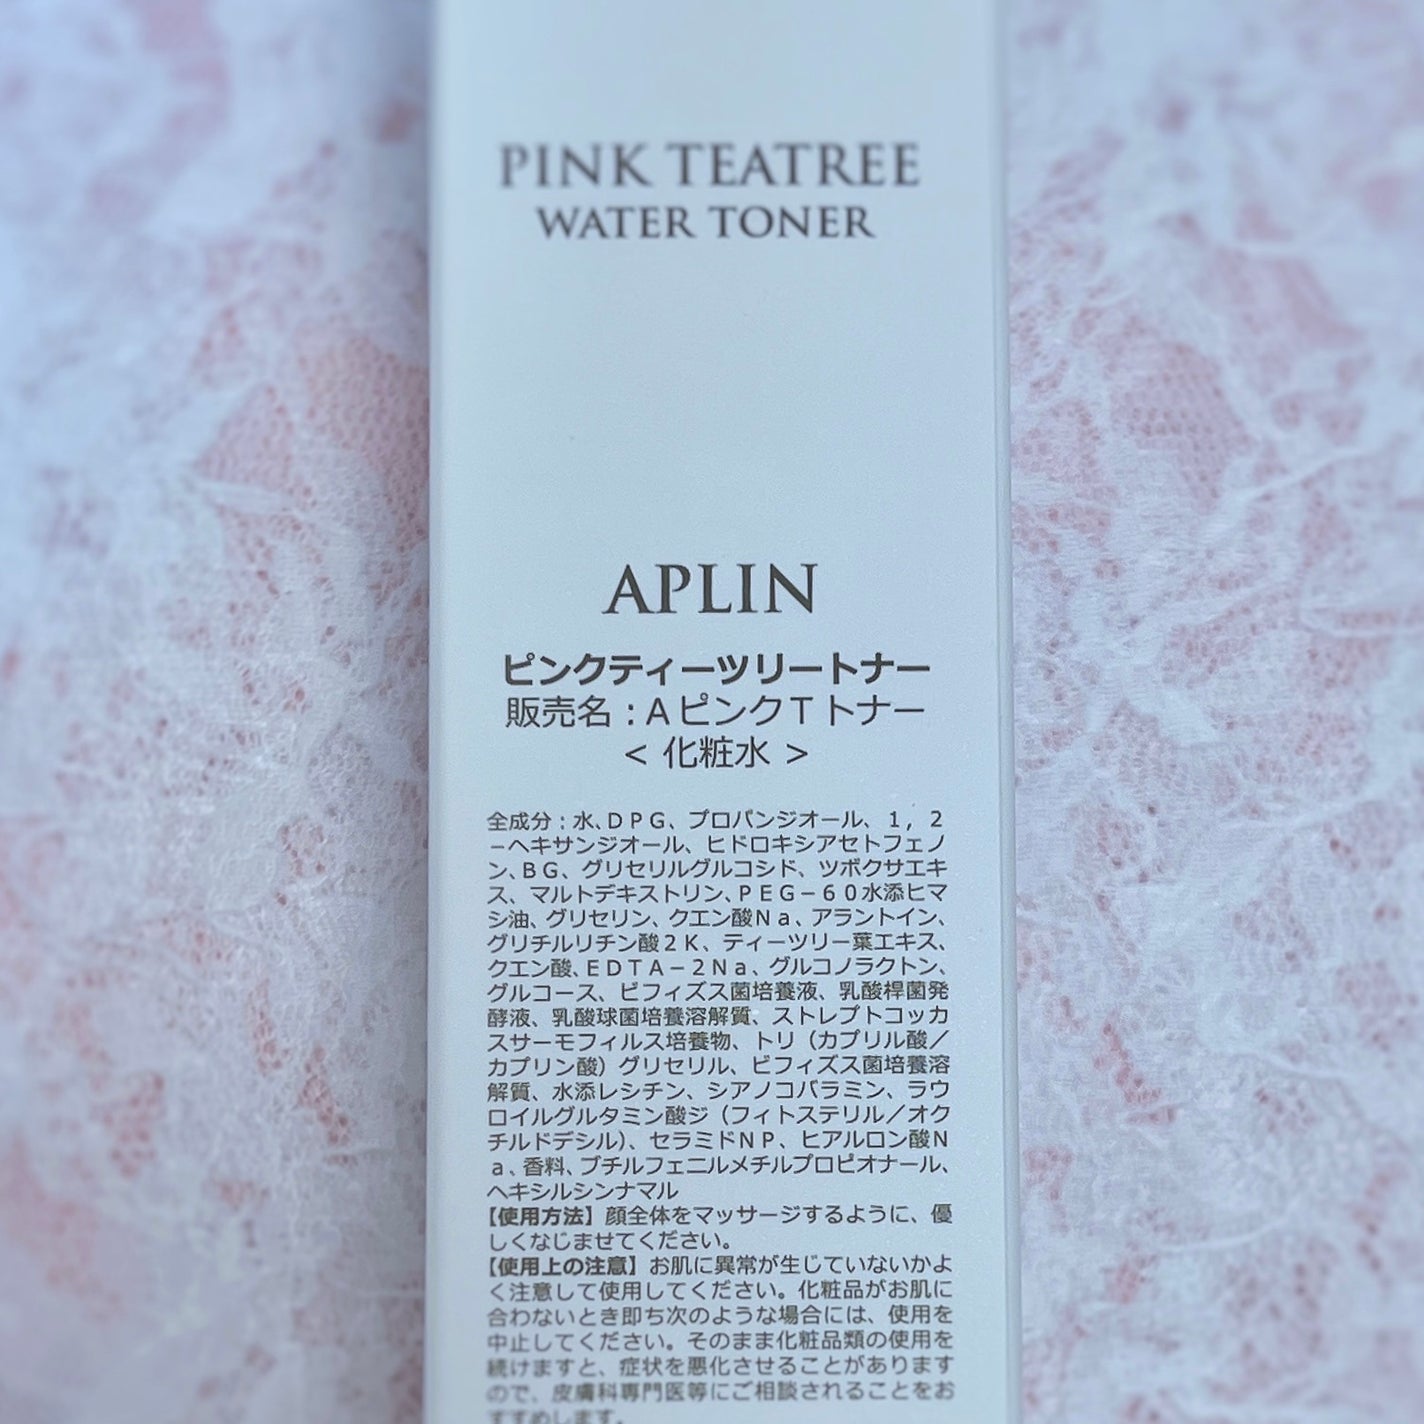 PINK TEATREE
WATER TONER
APLIN
ピンクティーツリートナー
販売名：ＡピンクＴトナー
< 化粧水 >
全成分：水、ＤＰＧ、プロパンジオール、１，２
－ヘキサンジオール、ヒドロキシアセトフェノ
ン、ＢＧ、グリセリルグルコシド、ツボクサエキ
ス、マルトデキストリン、ＰＥＧ－６０水添ヒマ
シ油、グリセリン、クエン酸Ｎａ、アラントイン、
グリチルリチン酸２Ｋ、ティーツリー葉エキス、
クエン酸、ＥＤＴＡ－２Ｎａ、グルコノラクトン、
グルコース、ビフィズス菌培養液、乳酸桿菌発
酵液、乳酸球菌培養溶解質、ストレプトコッカ
スサーモフィルス培養物、トリ（カプリル酸／
カプリン酸）グリセリル、ビフィズス菌培養溶
解質、水添レシチン、シアノコバラミン、ラウ
ロイルグルタミン酸ジ（フィトステリル／オク
チルドデシル）、セラミドＮＰ、ヒアルロン酸Ｎ
ａ、香料、ブチルフェニルメチルプロピオナール、
ヘキシルシンナマル
【使用方法】顔全体をマッサージするように、優
しくなじませてください。
【使用上の注意】お肌に異常が生じていないかよ
く注意して使用してください。化粧品がお肌に
合わないとき即ち次のような場合には、使用を
中止してください。そのまま化粧品類の使用を
続けますと、症状を悪化させることがあります
ので、皮膚科専門医等にご相談されることをお
すすめします。